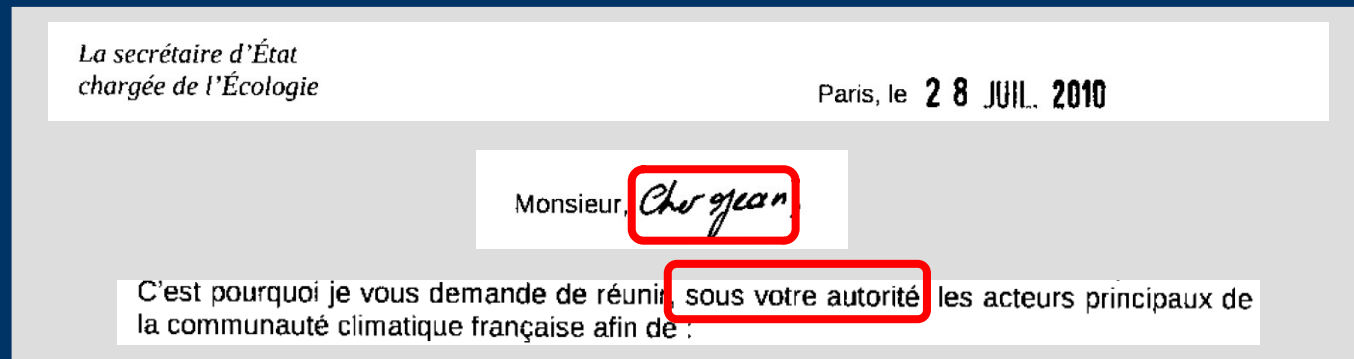 La secrétaire d'État
chargée de l'Écologie
Paris, le 28 JUIL. 2010
Monsieur, Cher Jean,
C'est pourquoi je vous demande de réunir, sous votre autorité, les acteurs principaux de
la communauté climatique française afin de :